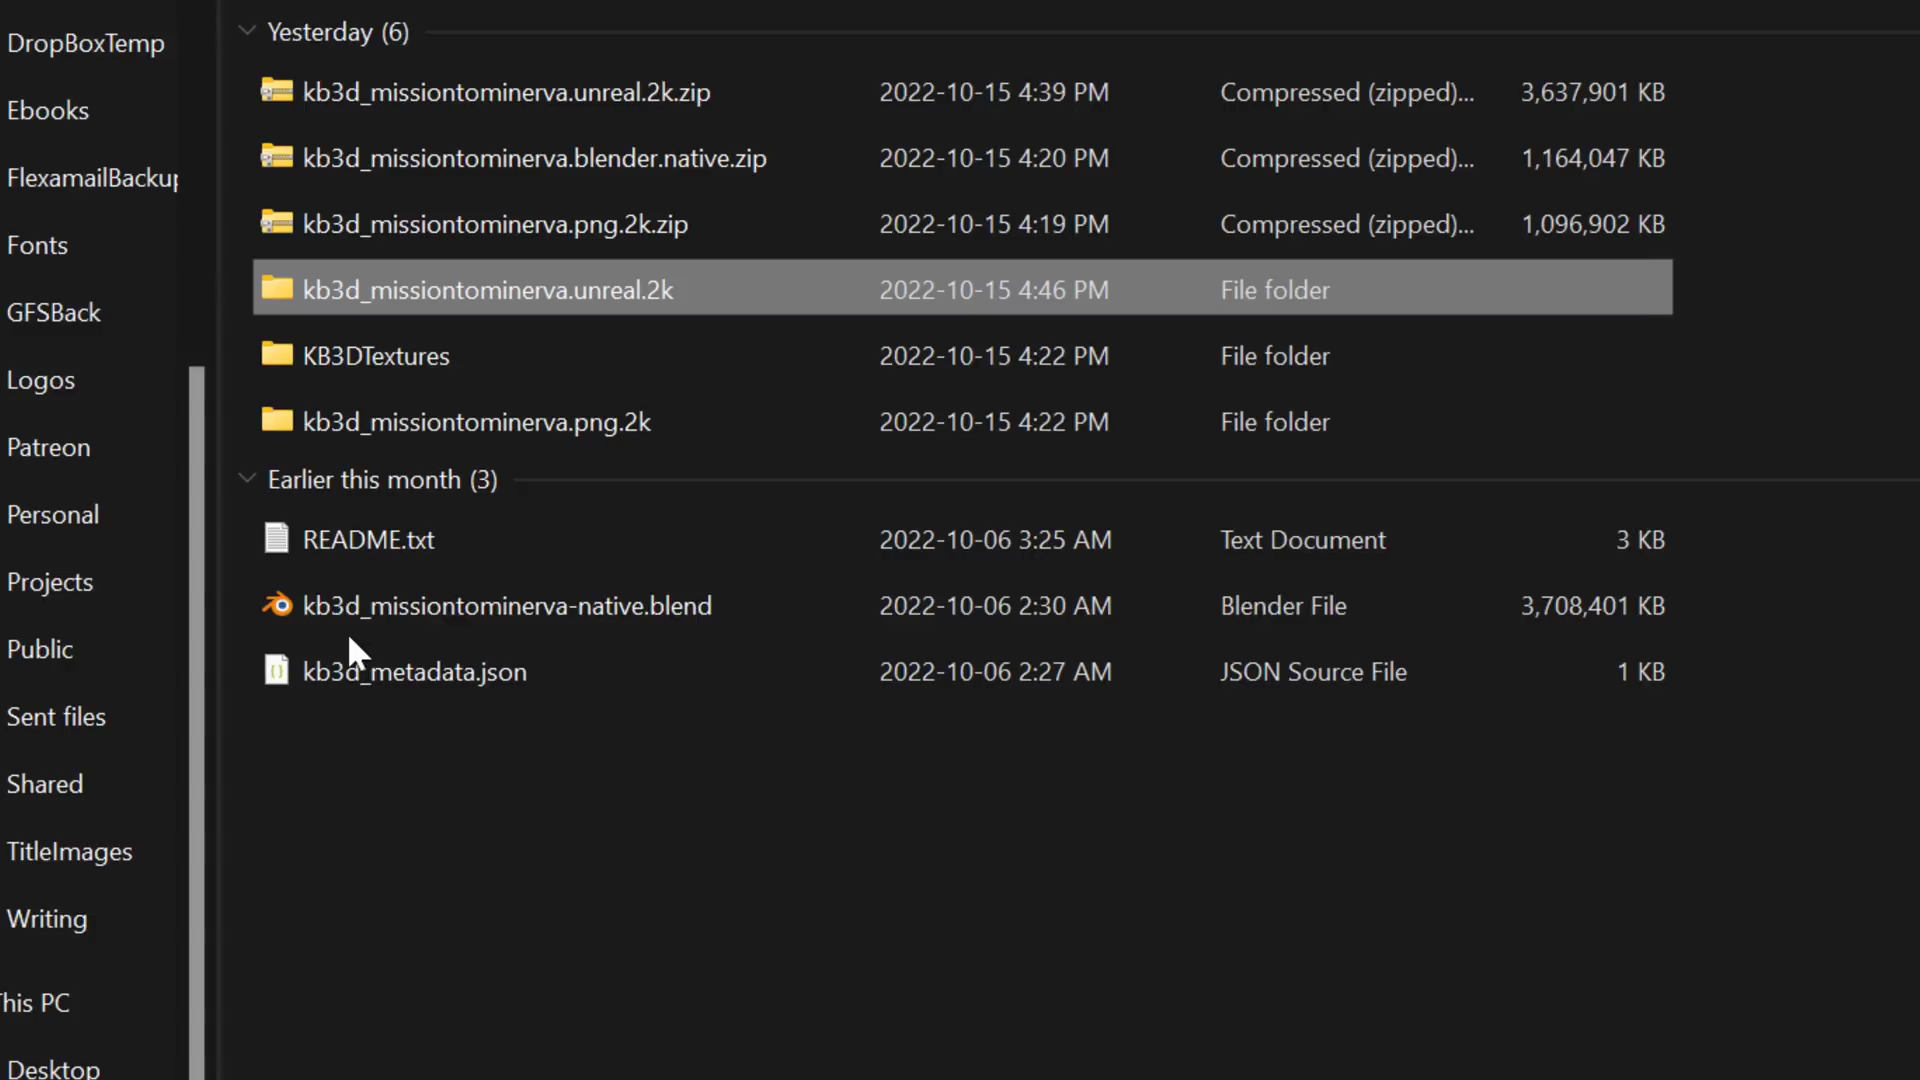 DropBoxTemp
Ebooks
FlexamailBackup
Fonts
GFSBack
Logos
Patreon
Personal
Projects
Public
Sent files
Shared
TitleImages
Writing
This PC
Desktop
Yesterday (6)
kb3d_missiontominerva.unreal.2k.zip 2022-10-15 4:39 PM Compressed (zipped)... 3,637,901 KB
kb3d_missiontominerva.blender.native.zip 2022-10-15 4:20 PM Compressed (zipped)... 1,164,047 KB
kb3d_missiontominerva.png.2k.zip 2022-10-15 4:19 PM Compressed (zipped)... 1,096,902 KB
kb3d_missiontominerva.unreal.2k 2022-10-15 4:46 PM File folder
KB3DTextures 2022-10-15 4:22 PM File folder
kb3d_missiontominerva.png.2k 2022-10-15 4:22 PM File folder
Earlier this month (3)
README.txt 2022-10-06 3:25 AM Text Document 3 KB
kb3d_missiontominerva-native.blend 2022-10-06 2:30 AM Blender File 3,708,401 KB
kb3d_metadata.json 2022-10-06 2:27 AM JSON Source File 1 KB